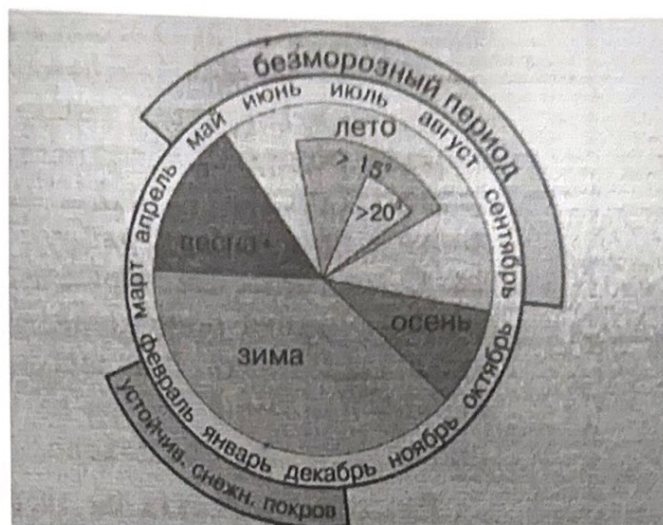 безморозный период
июнь
июль
май
август
лето
апрель
> 15°
сентябрь
>20°
весна
март
осень
зима
октябрь
февраль
ноябрь
январь
декабрь
устойчив. снежн. покров